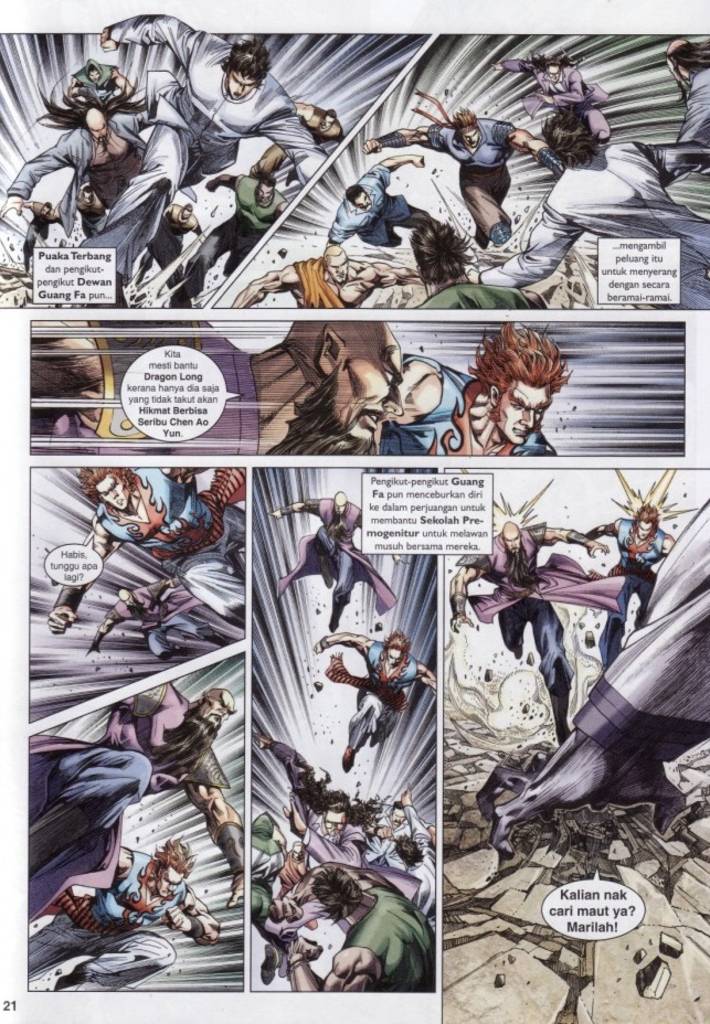 Puaka Terbang
dan pengikut-
pengikut Dewan
Guang Fa pun...
...mengambil
peluang itu
untuk menyerang
dengan secara
beramai-ramai.
Kita
mesti bantu
Dragon Long
kerana hanya dia saja
yang tidak takut akan
Hikmat Berbisa
Seribu Chen Ao
Yun.
Habis,
tunggu apa
lagi?
Pengikut-pengikut Guang
Fa pun menceburkan diri
ke dalam perjuangan untuk
membantu Sekolah Pre-
mogenitur untuk melawan
musuh bersama mereka.
Kalian nak
cari maut ya?
Marilah!
21